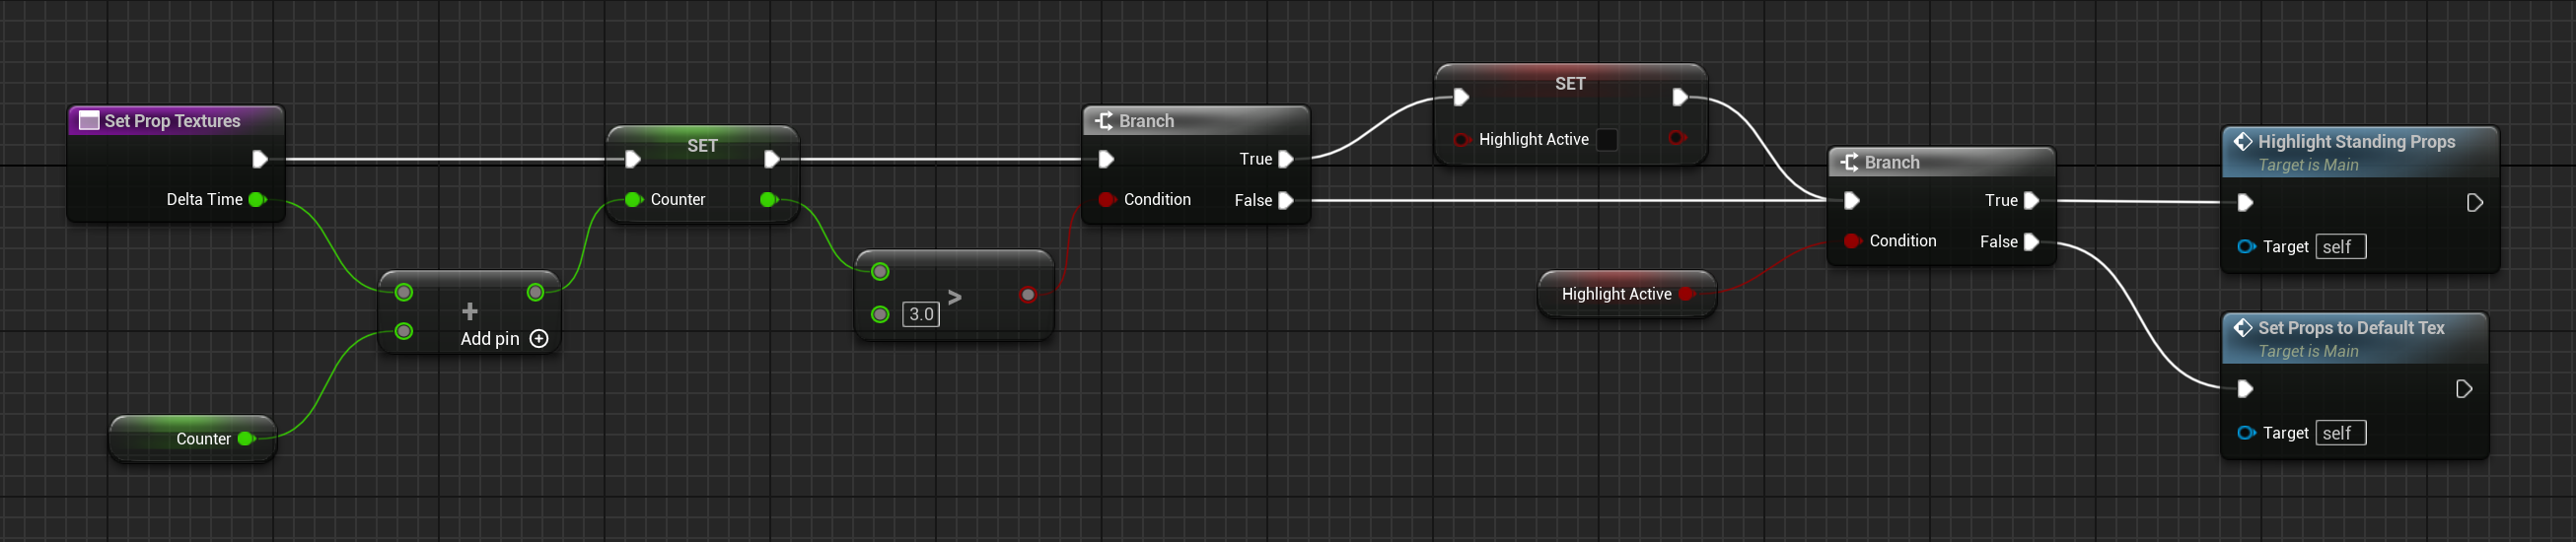 Set Prop Textures
Delta Time
+
Add pin
Counter
SET
Counter
>
3.0
Branch
True
Condition
False
SET
Highlight Active
Highlight Active
Branch
True
Condition
False
Highlight Standing Props
Target is Main
Target self
Set Props to Default Tex
Target is Main
Target self